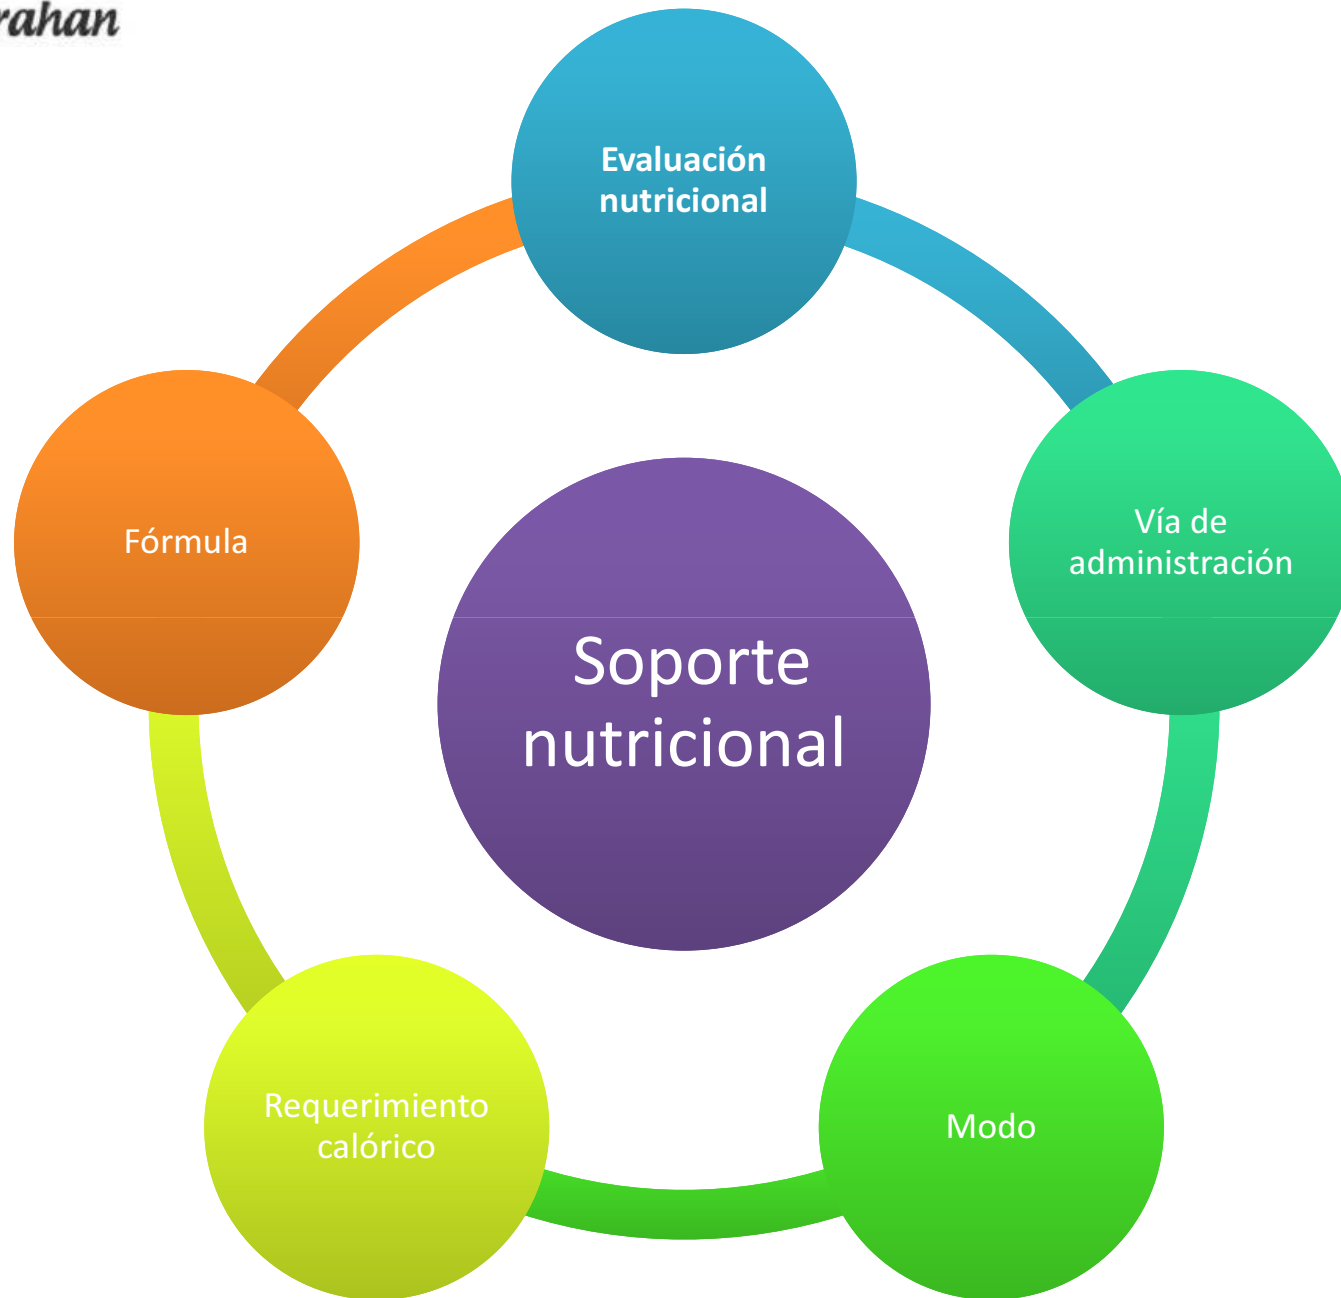 rahan
Evaluación
nutricional
Vía de
administración
Modo
Requerimiento
calórico
Fórmula
Soporte
nutricional